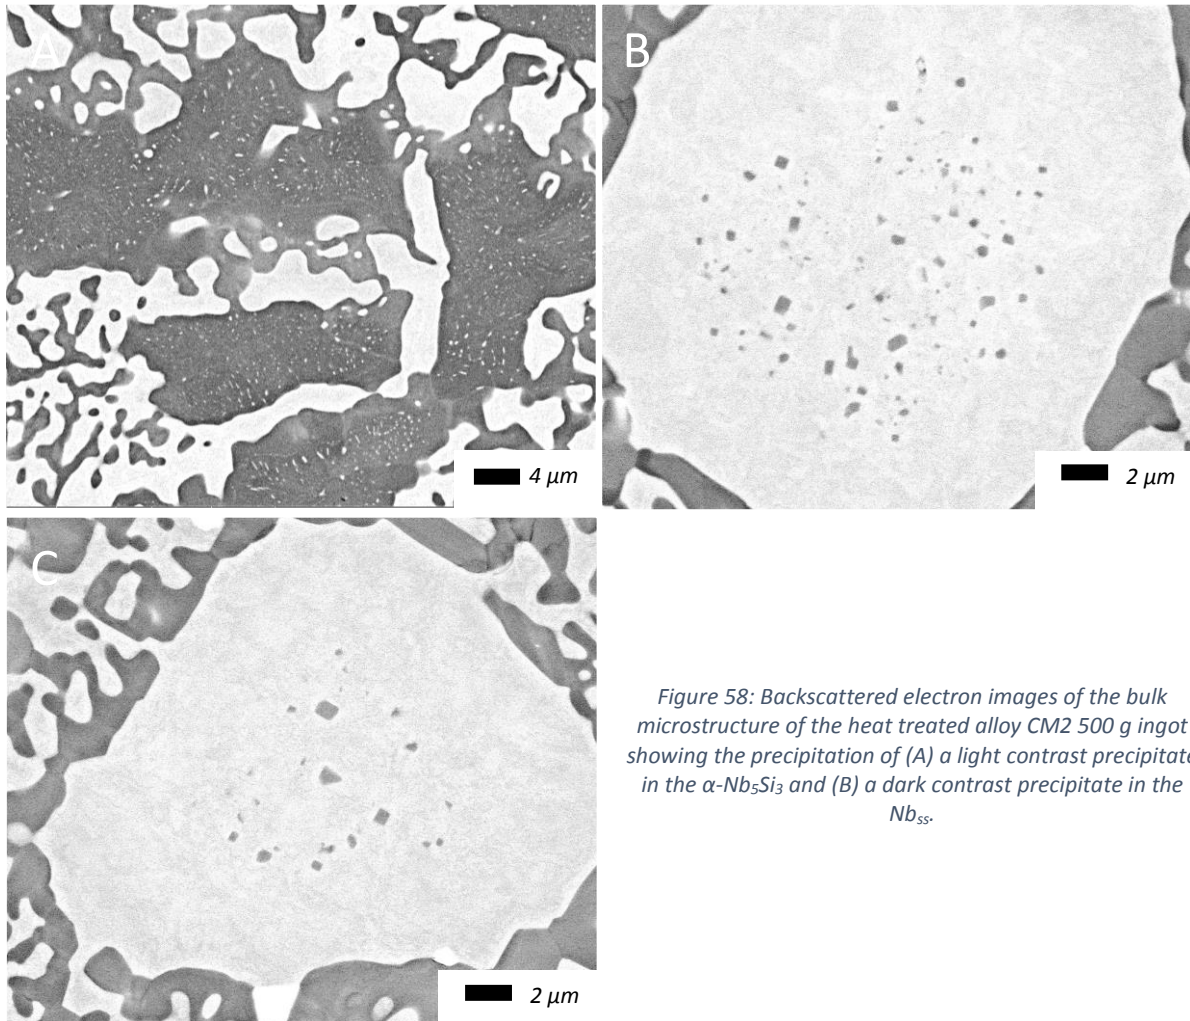 A
B
4 μm
2 μm
C
2 μm
Figure 58: Backscattered electron images of the bulk
microstructure of the heat treated alloy CM2 500 g ingot
showing the precipitation of (A) a light contrast precipitate
in the α-Nb₅Si₃ and (B) a dark contrast precipitate in the
Nbss.